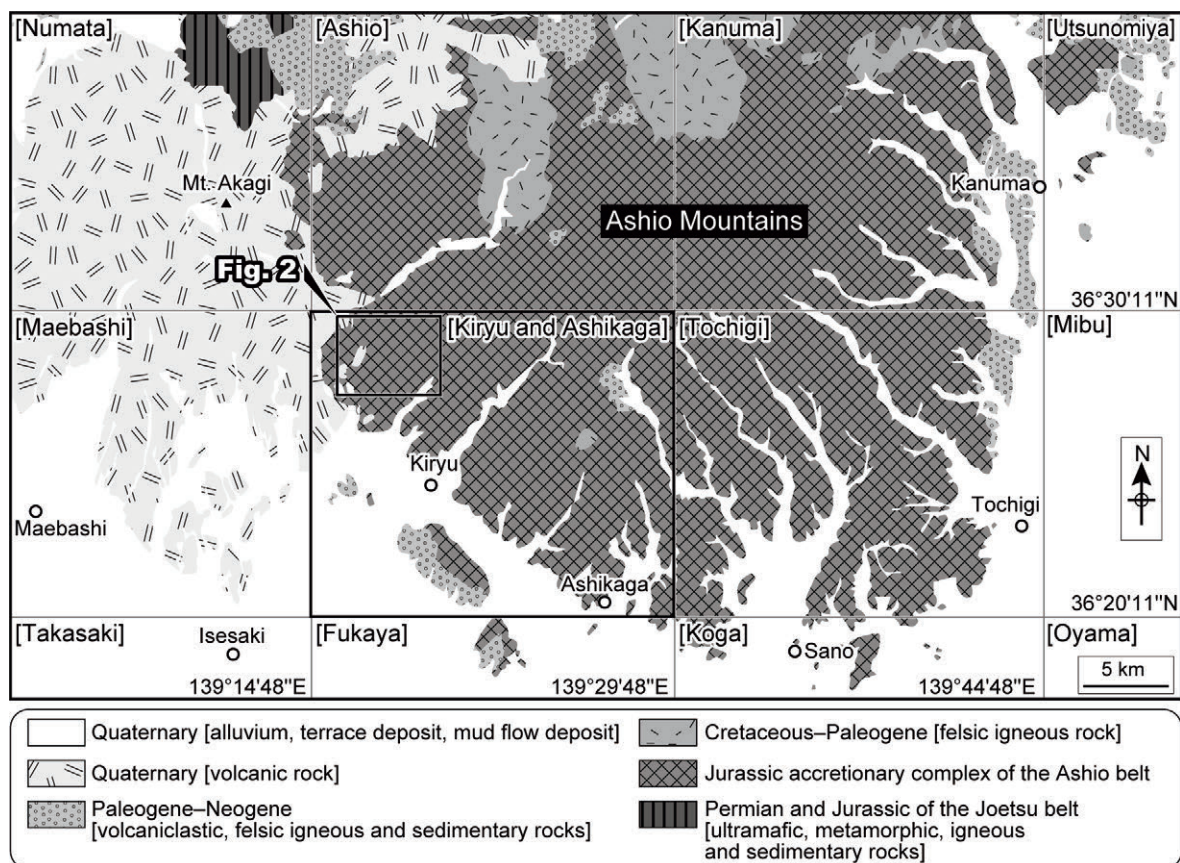 [Numata]
[Ashio]
[Kanuma]
[Utsunomiya]
Mt. Akagi
Kanuma
Ashio Mountains
Fig. 2
36°30'11"N
[Maebashi]
[Kiryu and Ashikaga]
[Tochigi]
[Mibu]
N
Kiryu
Maebashi
Tochigi
Ashikaga
36°20'11"N
[Takasaki]
Isesaki
[Fukaya]
[Koga]
Sano
[Oyama]
139°14'48"E
139°29'48"E
139°44'48"E
5 km
Quaternary [alluvium, terrace deposit, mud flow deposit]
Quaternary [volcanic rock]
Paleogene–Neogene
[volcaniclastic, felsic igneous and sedimentary rocks]
Cretaceous–Paleogene [felsic igneous rock]
Jurassic accretionary complex of the Ashio belt
Permian and Jurassic of the Joetsu belt
[ultramafic, metamorphic, igneous
and sedimentary rocks]